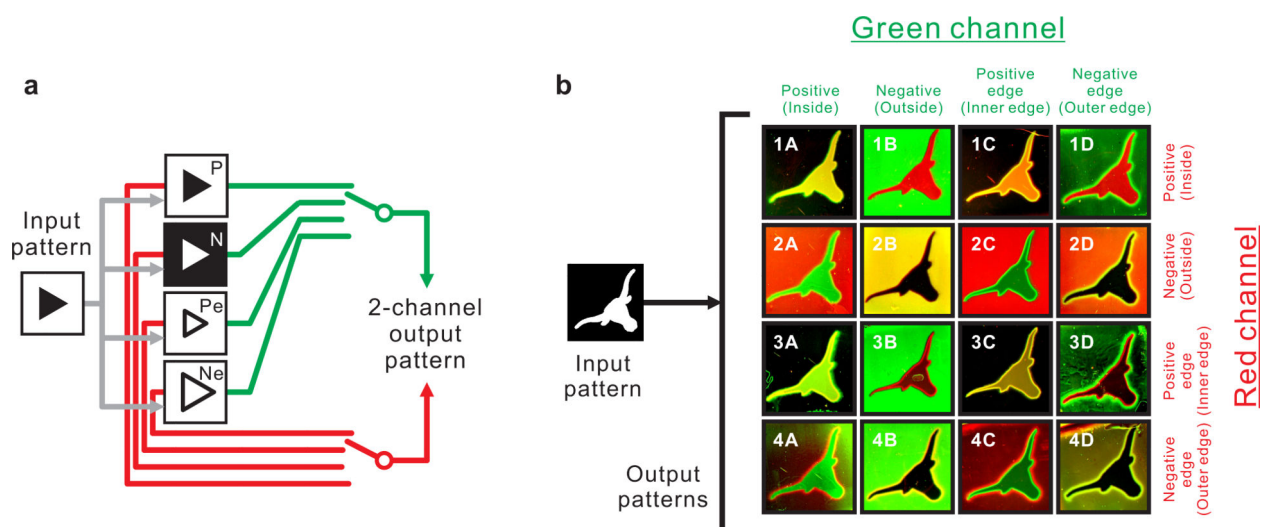 a
Input
pattern
P
N
Pe
Ne
2-channel
output
pattern
b
Input
pattern
Output
patterns
Green channel
Positive
(Inside)
Negative
(Outside)
Positive
edge
(Inner edge)
Negative
edge
(Outer edge)
1A
1B
1C
1D
2A
2B
2C
2D
3A
3B
3C
3D
4A
4B
4C
4D
Positive
(Inside)
Negative
(Outside)
Positive
edge
(Inner edge)
Negative
edge
(Outer edge)
Red channel